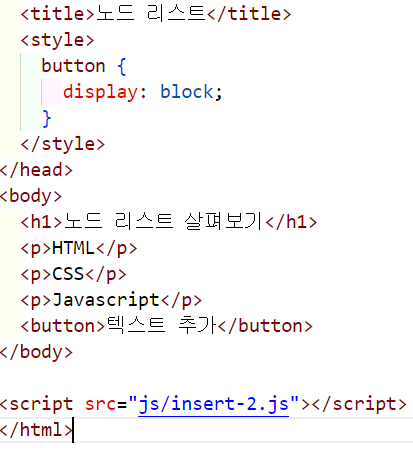 <title>노드 리스트</title>
<style>
button {
display: block;
}
</style>
</head>
<body>
<h1>노드 리스트 살펴보기</h1>
<p>HTML</p>
<p>CSS</p>
<p>Javascript</p>
<button>텍스트 추가</button>
</body>
<script src="js/insert-2.js"></script>
</html>